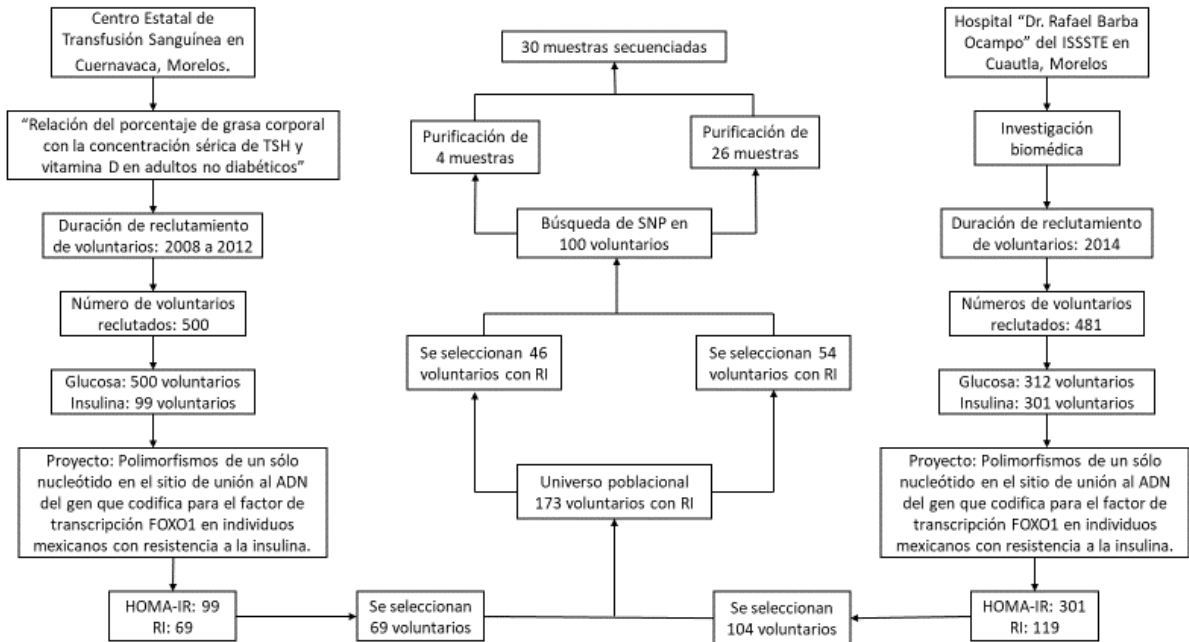 Centro Estatal de
Transfusión Sanguínea en
Cuernavaca, Morelos.
“Relación del porcentaje de grasa corporal
con la concentración sérica de TSH y
vitamina D en adultos no diabéticos”
Duración de reclutamiento
de voluntarios: 2008 a 2012
Número de voluntarios
reclutados: 500
Glucosa: 500 voluntarios
Insulina: 99 voluntarios
Proyecto: Polimorfismos de un sólo
nucleótido en el sitio de unión al ADN
del gen que codifica para el factor de
transcripción FOXO1 en individuos
mexicanos con resistencia a la insulina.
HOMA-IR: 99
RI: 69
Se seleccionan
69 voluntarios
30 muestras secuenciadas
Purificación de
4 muestras
Purificación de
26 muestras
Búsqueda de SNP en
100 voluntarios
Se seleccionan 46
voluntarios con RI
Se seleccionan 54
voluntarios con RI
Universo poblacional
173 voluntarios con RI
Se seleccionan
104 voluntarios
Hospital “Dr. Rafael Barba
Ocampo” del ISSSTE en
Cuautla, Morelos
Investigación
biomédica
Duración de reclutamiento
de voluntarios: 2014
Números de voluntarios
reclutados: 481
Glucosa: 312 voluntarios
Insulina: 301 voluntarios
Proyecto: Polimorfismos de un sólo
nucleótido en el sitio de unión al ADN
del gen que codifica para el factor de
transcripción FOXO1 en individuos
mexicanos con resistencia a la insulina.
HOMA-IR: 301
RI: 119